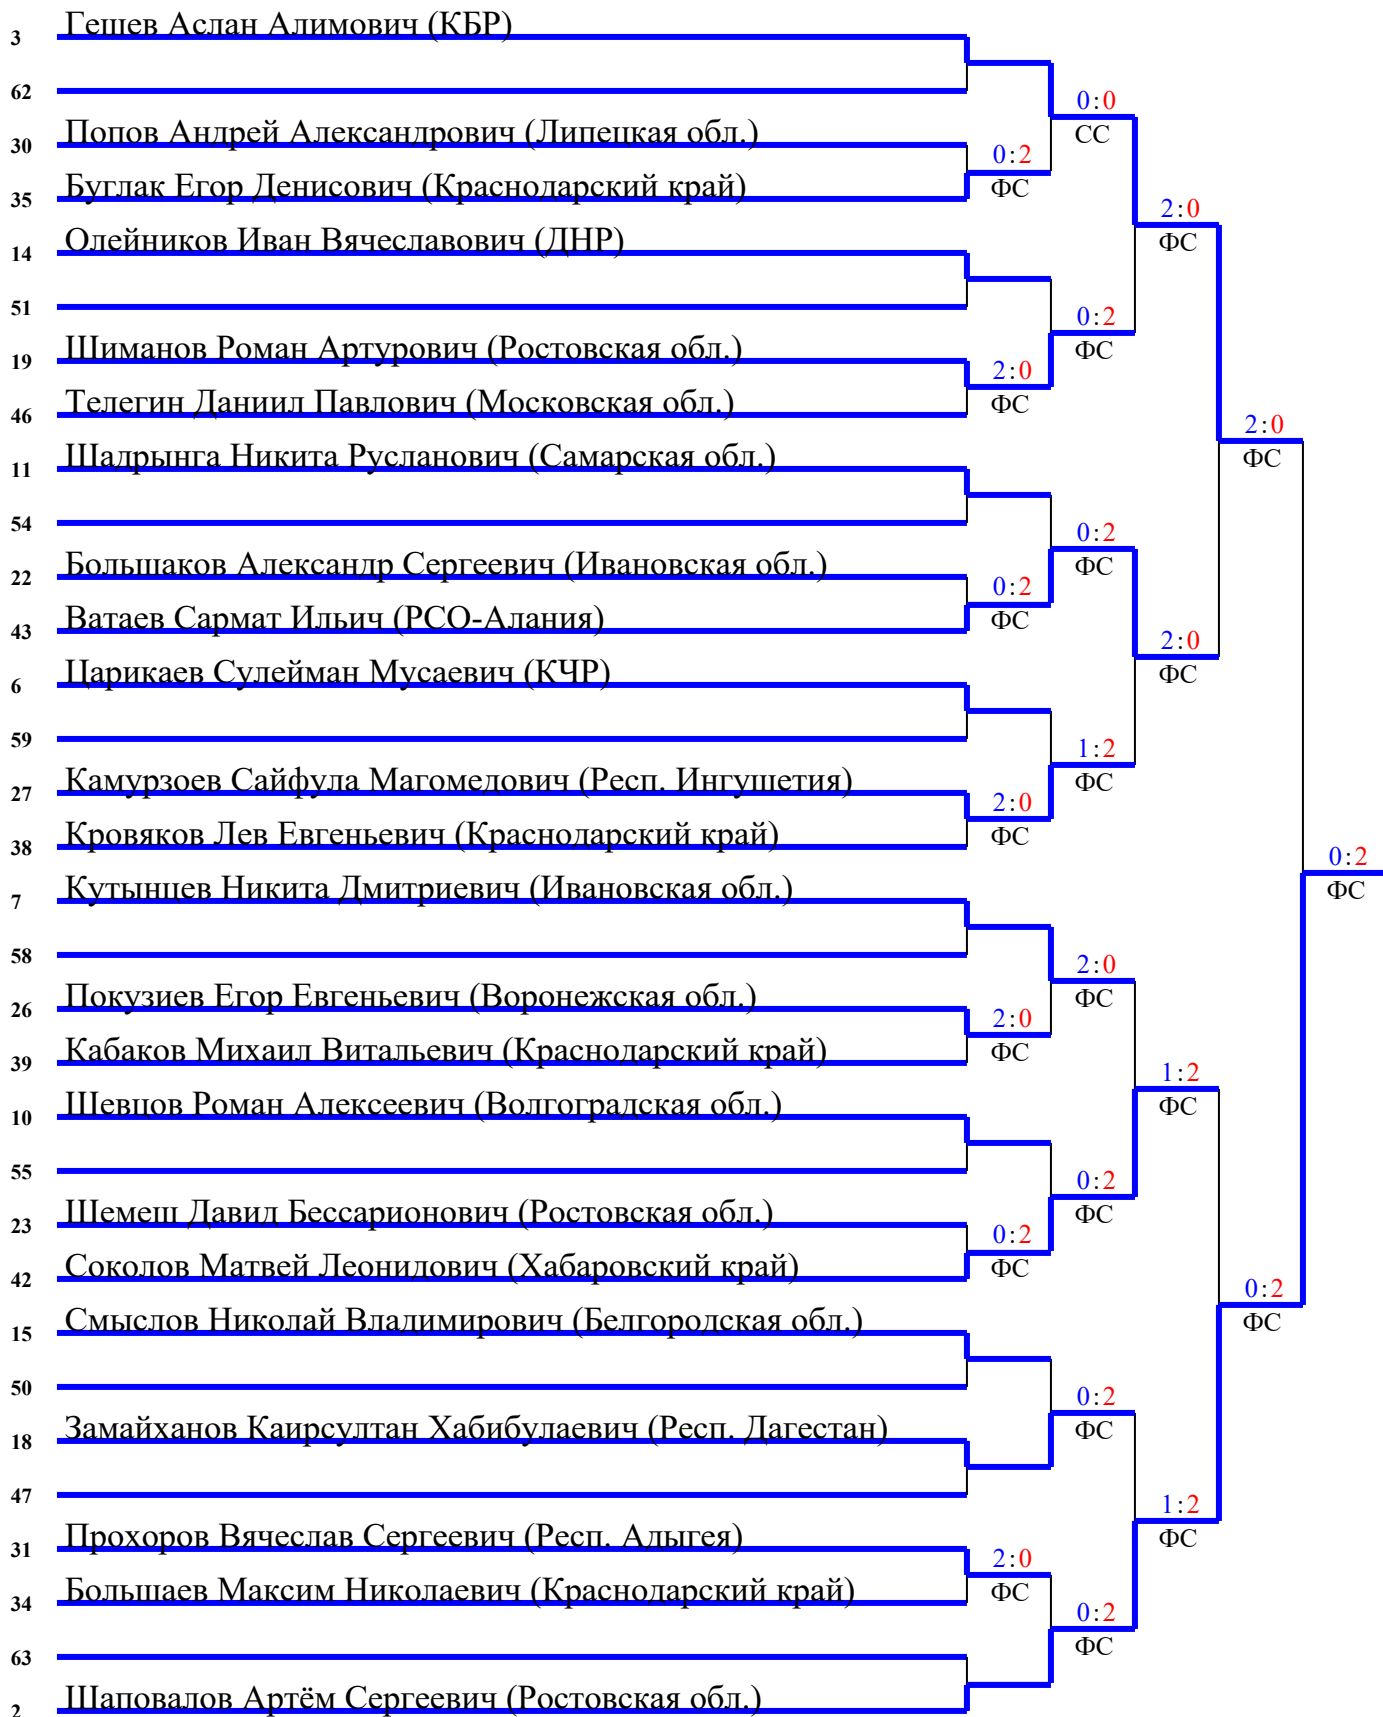 3 Гешев Аслан Алимович (КБР)
62
0:0
30 Попов Андрей Александрович (Липецкая обл.)
СС
0:2
35 Буглак Егор Денисович (Краснодарский край)
ФС
2:0
14 Олейников Иван Вячеславович (ДНР)
ФС
51
0:2
19 Шиманов Роман Артурович (Ростовская обл.)
ФС
2:0
46 Телегин Даниил Павлович (Московская обл.)
ФС
2:0
11 Шадрынга Никита Русланович (Самарская обл.)
ФС
54
0:2
22 Большаков Александр Сергеевич (Ивановская обл.)
ФС
0:2
43 Ватаев Сармат Ильич (РСО-Алания)
ФС
2:0
6 Царикаев Сулейман Мусаевич (КЧР)
ФС
59
1:2
27 Камурзоев Сайфула Магомедович (Респ. Ингушетия)
ФС
2:0
38 Кровяков Лев Евгеньевич (Краснодарский край)
ФС
0:2
7 Кутынцев Никита Дмитриевич (Ивановская обл.)
ФС
58
2:0
26 Покузиев Егор Евгеньевич (Воронежская обл.)
ФС
2:0
39 Кабаков Михаил Витальевич (Краснодарский край)
ФС
1:2
10 Шевцов Роман Алексеевич (Волгоградская обл.)
ФС
55
0:2
23 Шемеш Давид Бессарионович (Ростовская обл.)
ФС
0:2
42 Соколов Матвей Леонидович (Хабаровский край)
ФС
0:2
15 Смыслов Николай Владимирович (Белгородская обл.)
ФС
50
0:2
18 Замайханов Каирсултан Хабибулаевич (Респ. Дагестан)
ФС
47
1:2
31 Прохоров Вячеслав Сергеевич (Респ. Адыгея)
ФС
2:0
34 Большаев Максим Николаевич (Краснодарский край)
ФС
0:2
63
ФС
2 Шаповалов Артём Сергеевич (Ростовская обл.)